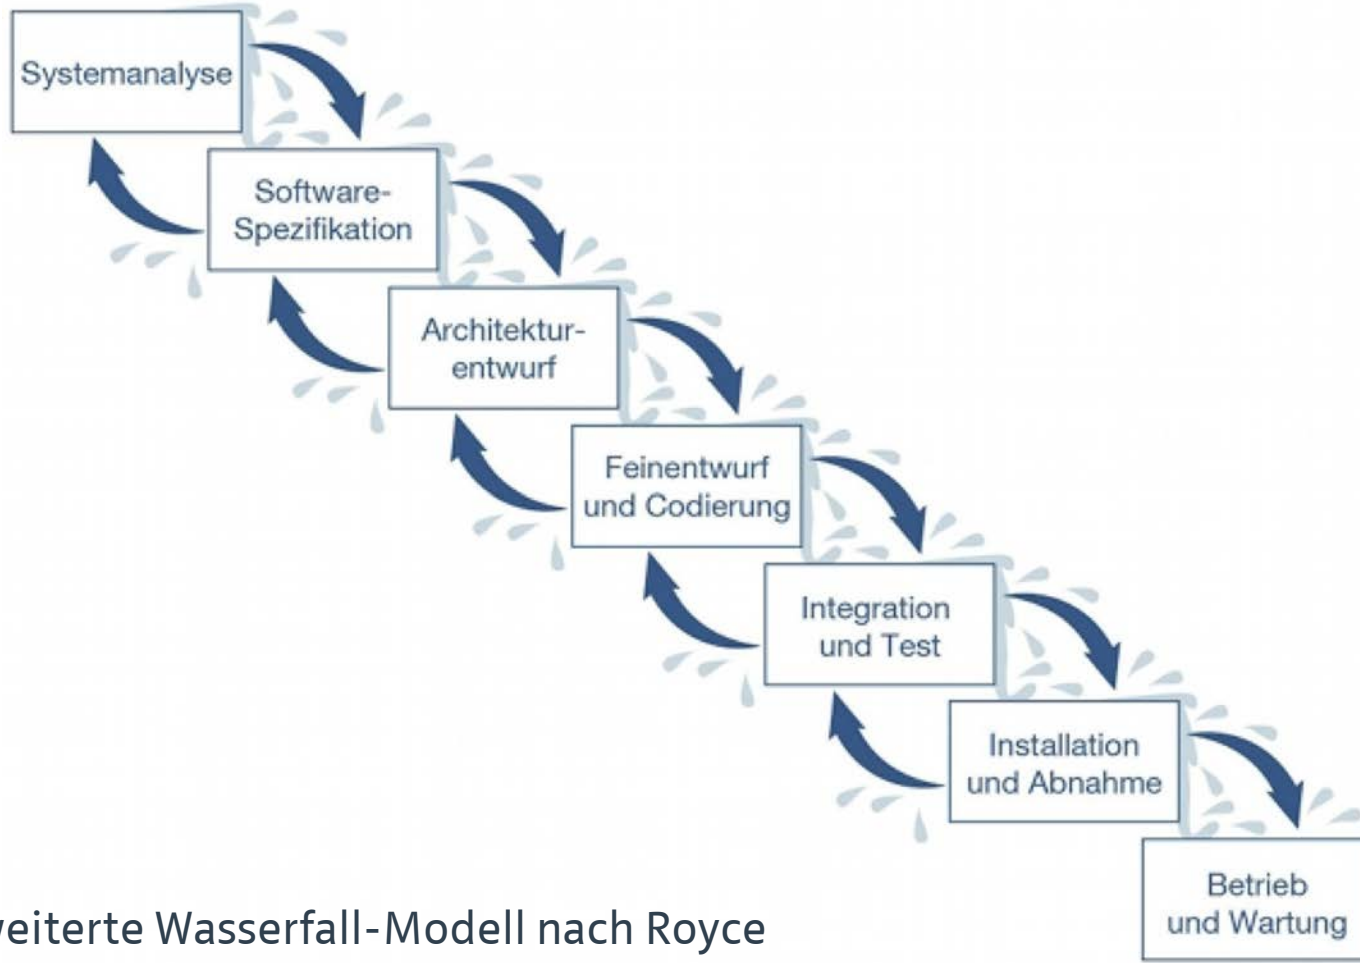 Systemanalyse
Software-
Spezifikation
Architektur-
entwurf
Feinentwurf
und Codierung
Integration
und Test
Installation
und Abnahme
Betrieb
und Wartung
Wasserfall-Modell nach Royce